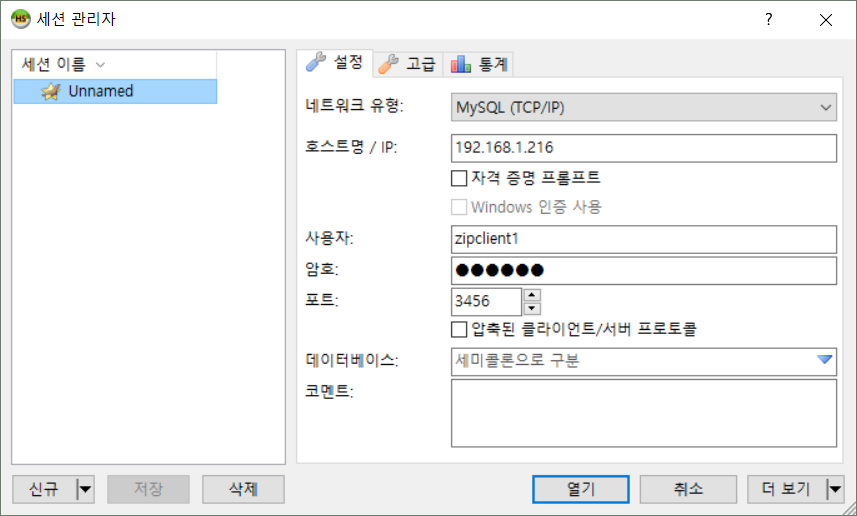 HS 세션 관리자
?
세션 이름
Unnamed
설정 고급 통계
네트워크 유형: MySQL (TCP/IP)
호스트명 / IP: 192.168.1.216
자격 증명 프롬프트
Windows 인증 사용
사용자: zipclient1
암호: ●●●●●●
포트: 3456
압축된 클라이언트/서버 프로토콜
데이터베이스: 세미콜론으로 구분
코멘트:
신규 저장 삭제 열기 취소 더 보기